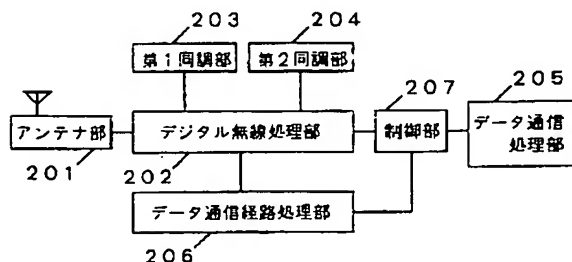 203
204
第1同調部
第2同調部
207
205
アンテナ部
デジタル無線処理部
制御部
データ通信
処理部
201
202
データ通信経路処理部
206